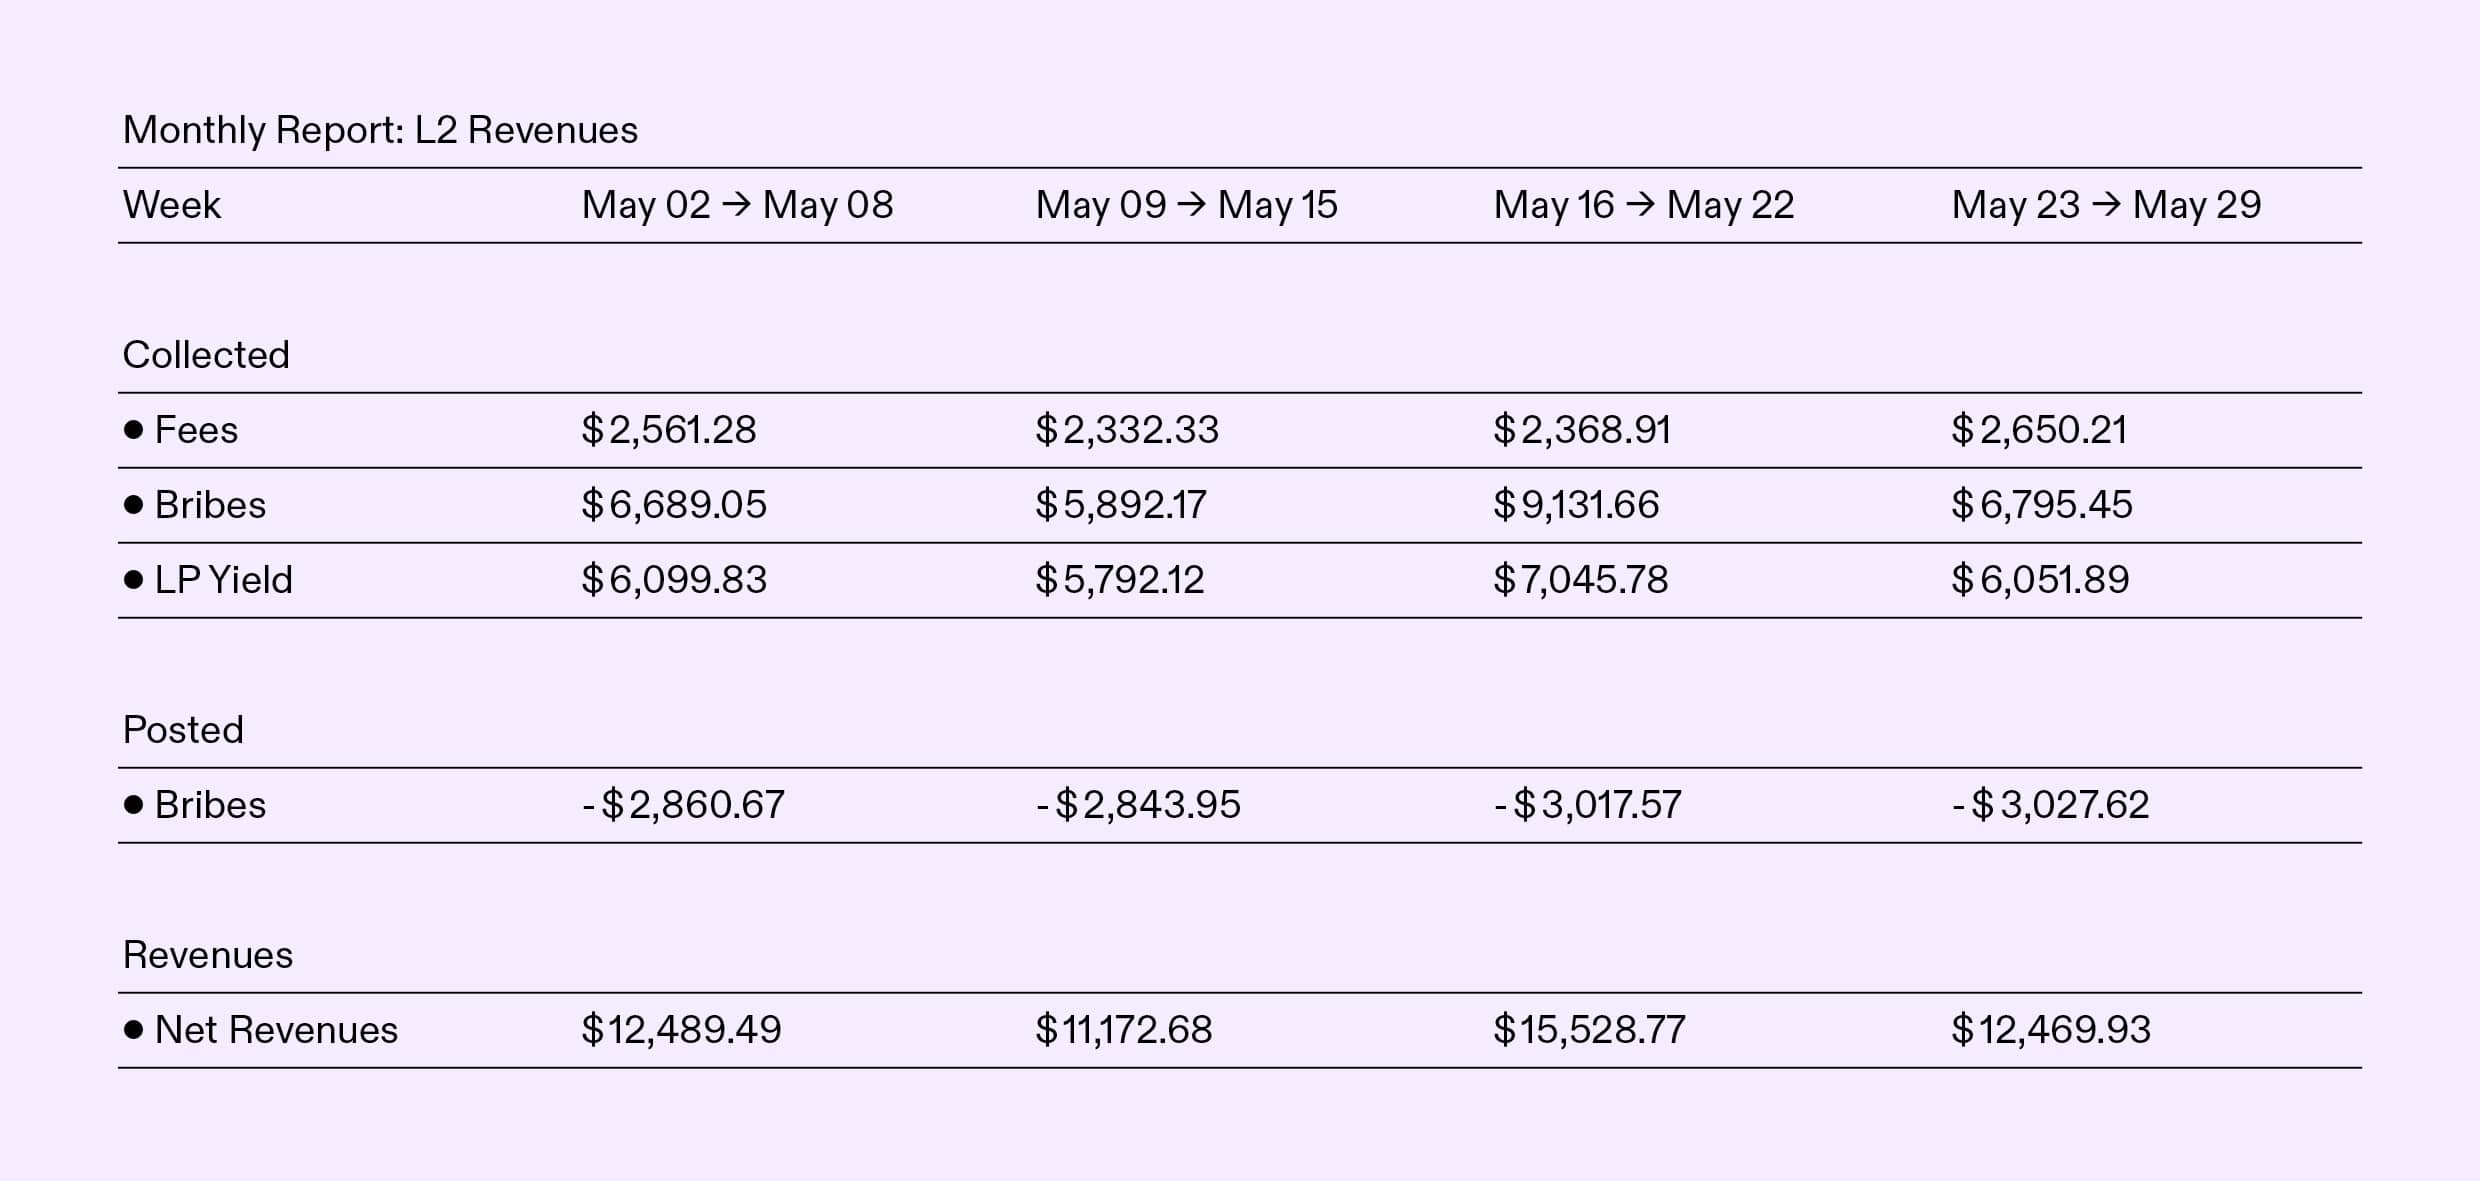 Monthly Report: L2 Revenues
Week May 02 → May 08 May 09 → May 15 May 16 → May 22 May 23 → May 29
Collected
● Fees $2,561.28 $2,332.33 $2,368.91 $2,650.21
● Bribes $6,689.05 $5,892.17 $9,131.66 $6,795.45
● LP Yield $6,099.83 $5,792.12 $7,045.78 $6,051.89
Posted
● Bribes -$2,860.67 -$2,843.95 -$3,017.57 -$3,027.62
Revenues
● Net Revenues $12,489.49 $11,172.68 $15,528.77 $12,469.93